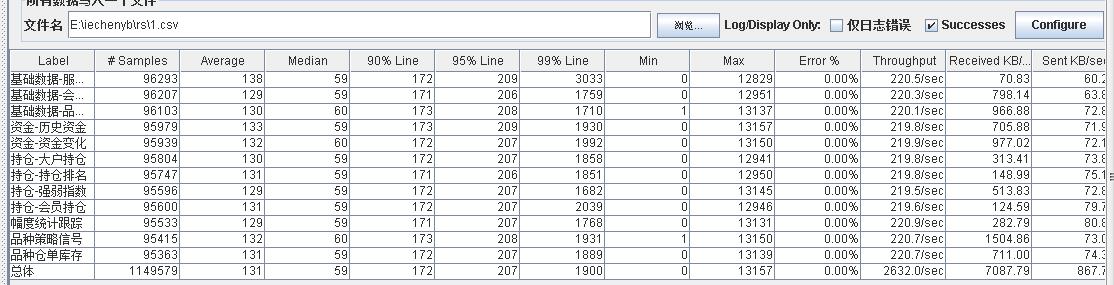 所有数据写入一个文件
文件名 E:\iechenyb\rs\1.csv 浏览... Log/Display Only: 仅日志错误 Successes Configure
Label # Samples Average Median 90% Line 95% Line 99% Line Min Max Error % Throughput Received KB/... Sent KB/sec
基础数据-服... 96293 138 59 172 209 3033 0 12829 0.00% 220.5/sec 70.83 60.2
基础数据-会... 96207 129 59 171 206 1759 0 12951 0.00% 220.3/sec 798.14 63.8
基础数据-品... 96103 130 60 173 208 1710 1 13137 0.00% 220.1/sec 966.88 72.8
资金-历史资金 95979 133 59 173 209 1930 0 13157 0.00% 219.8/sec 705.88 71.9
资金-资金变化 95939 132 60 172 207 1992 0 13150 0.00% 219.8/sec 977.02 72.1
持仓-大户持仓 95804 130 59 172 207 1858 0 12941 0.00% 219.8/sec 313.41 73.8
持仓-持仓排名 95747 131 59 171 206 1851 0 12950 0.00% 219.8/sec 148.99 75.1
持仓-强弱指数 95596 129 59 172 207 1682 0 13145 0.00% 219.5/sec 513.83 72.8
持仓-会员持仓 95600 131 59 172 207 2039 0 12946 0.00% 219.6/sec 124.59 79.7
幅度统计跟踪 95533 129 59 171 207 1768 0 13131 0.00% 220.9/sec 282.79 80.8
品种策略信号 95415 132 60 173 208 1931 1 13150 0.00% 220.7/sec 1504.86 73.0
品种仓单库存 95363 131 59 172 207 1889 0 13139 0.00% 220.7/sec 711.00 74.3
总体 1149579 131 59 172 207 1900 0 13157 0.00% 2632.0/sec 7087.79 867.7